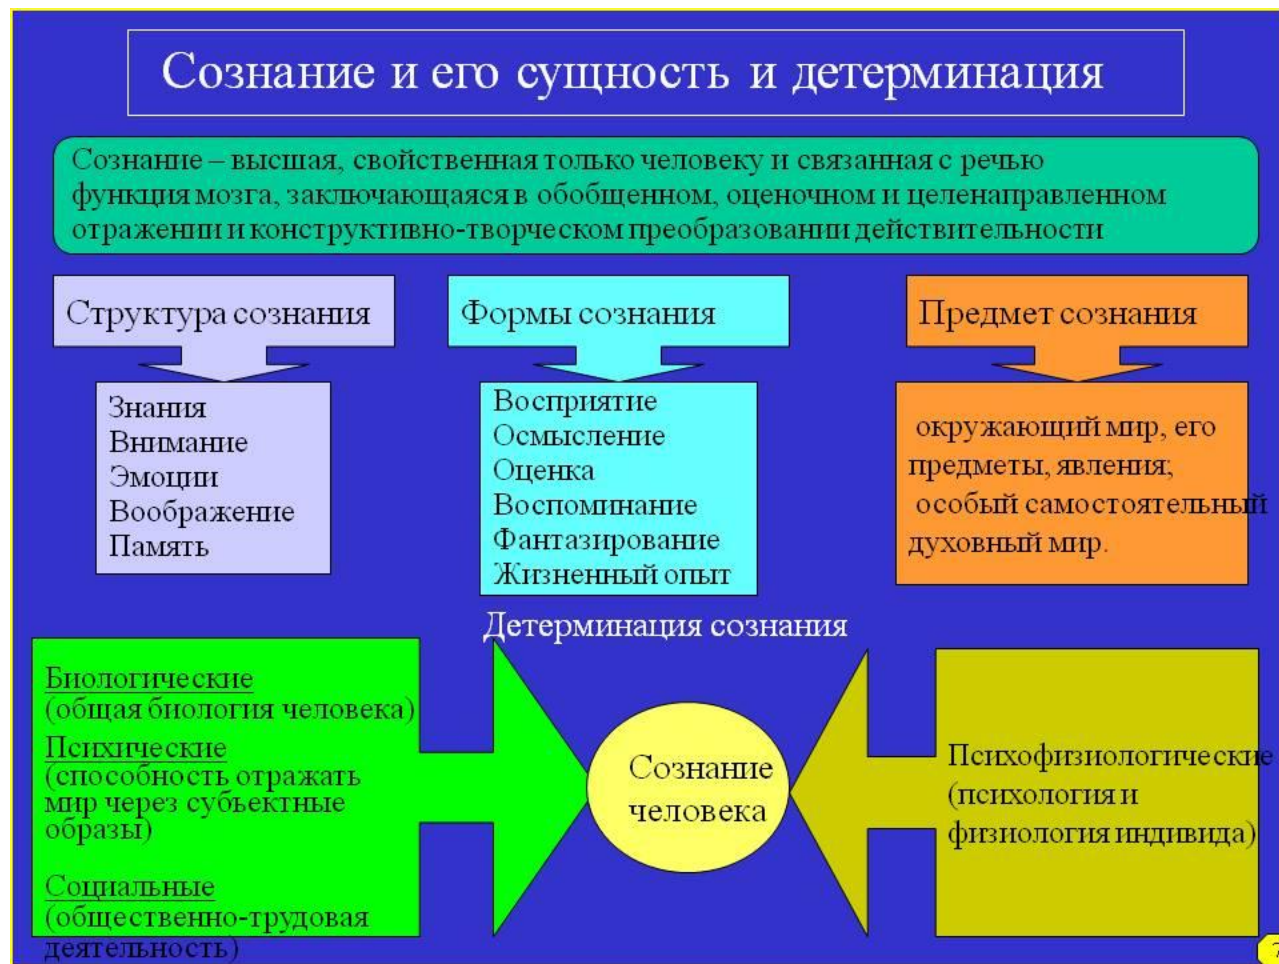 Сознание и его сущность и детерминация
Сознание – высшая, свойственная только человеку и связанная с речью
функция мозга, заключающаяся в обобщенном, оценочном и целенаправленном
отражении и конструктивно-творческом преобразовании действительности
Структура сознания
Знания
Внимание
Эмоции
Воображение
Память
Формы сознания
Восприятие
Осмысление
Оценка
Воспоминание
Фантазирование
Жизненный опыт
Предмет сознания
окружающий мир, его
предметы, явления;
особый самостоятельный
духовный мир.
Детерминация сознания
Биологические
(общая биология человека)
Психические
(способность отражать
мир через субъектные
образы)
Социальные
(общественно-трудовая
деятельность)
Сознание
человека
Психофизиологические
(психология и
физиология индивида)
7